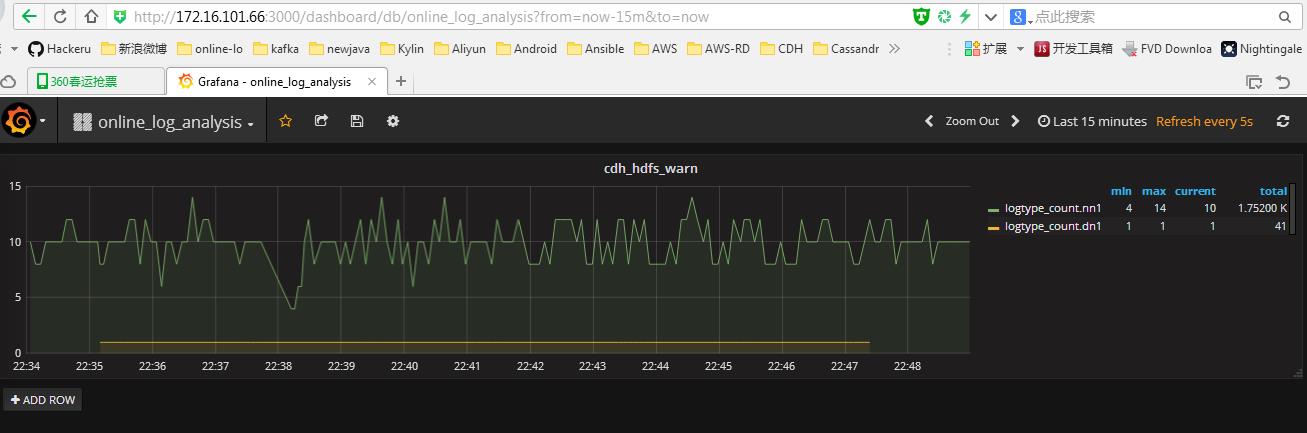 http://172.16.101.66:3000/dashboard/db/online_log_analysis?from=now-15m&to=now
点此搜索
Hackeru 新浪微博 online-lo kafka newjava Kylin Aliyun Android Ansible AWS AWS-RD CDH Cassandr 扩展 JS 开发工具箱 FVD Downloa Nightingale
360春运抢票 Grafana - online_log_analysis
online_log_analysis Zoom Out Last 15 minutes Refresh every 5s
cdh_hdfs_warn
min max current total
logtype_count.nn1 4 14 10 1.75200 K
logtype_count.dn1 1 1 1 41
15
10
5
0
22:34 22:35 22:36 22:37 22:38 22:39 22:40 22:41 22:42 22:43 22:44 22:45 22:46 22:47 22:48
+ ADD ROW